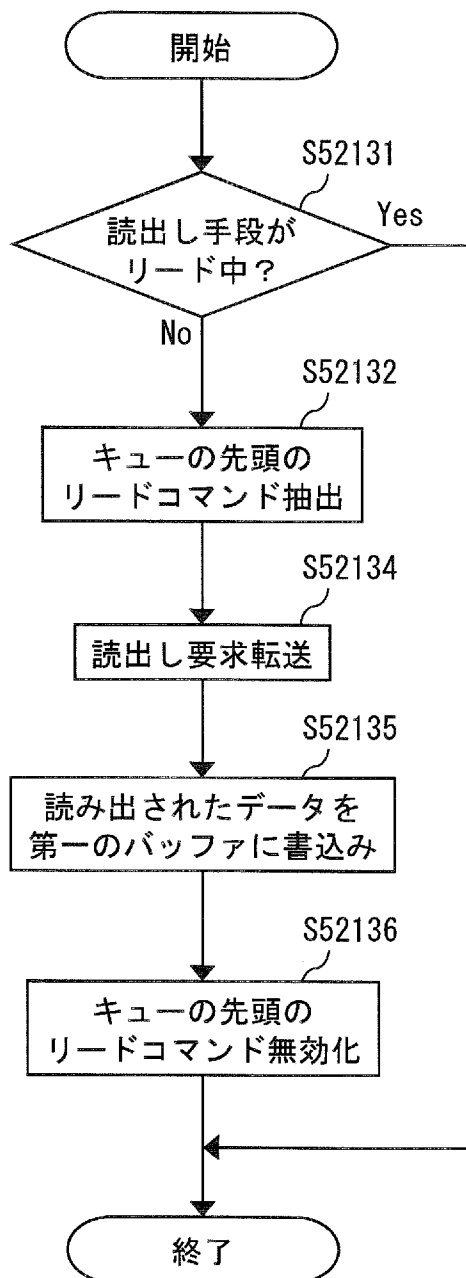 開始
S52131
読出し手段が
リード中？
Yes
No
S52132
キューの先頭の
リードコマンド抽出
S52134
読出し要求転送
S52135
読み出されたデータを
第一のバッファに書込み
S52136
キューの先頭の
リードコマンド無効化
終了